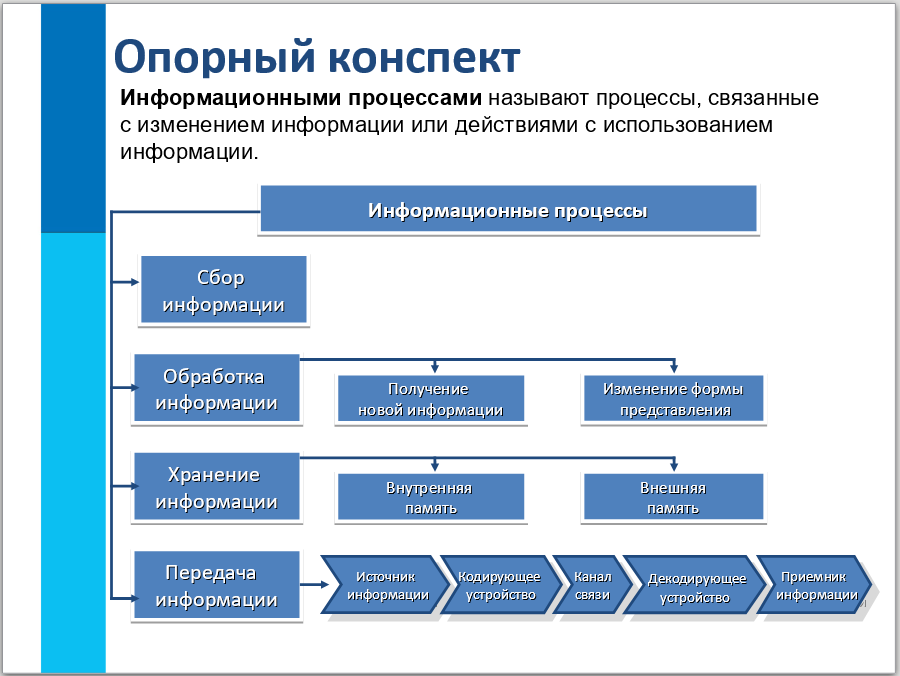 Опорный конспект
Информационными процессами называют процессы, связанные
с изменением информации или действиями с использованием
информации.
Информационные процессы
Сбор
информации
Обработка
информации
Получение
новой информации
Изменение формы
представления
Хранение
информации
Внутренняя
память
Внешняя
память
Передача
информации
Источник
информации
Кодирующее
устройство
Канал
связи
Декодирующее
устройство
Приемник
информации